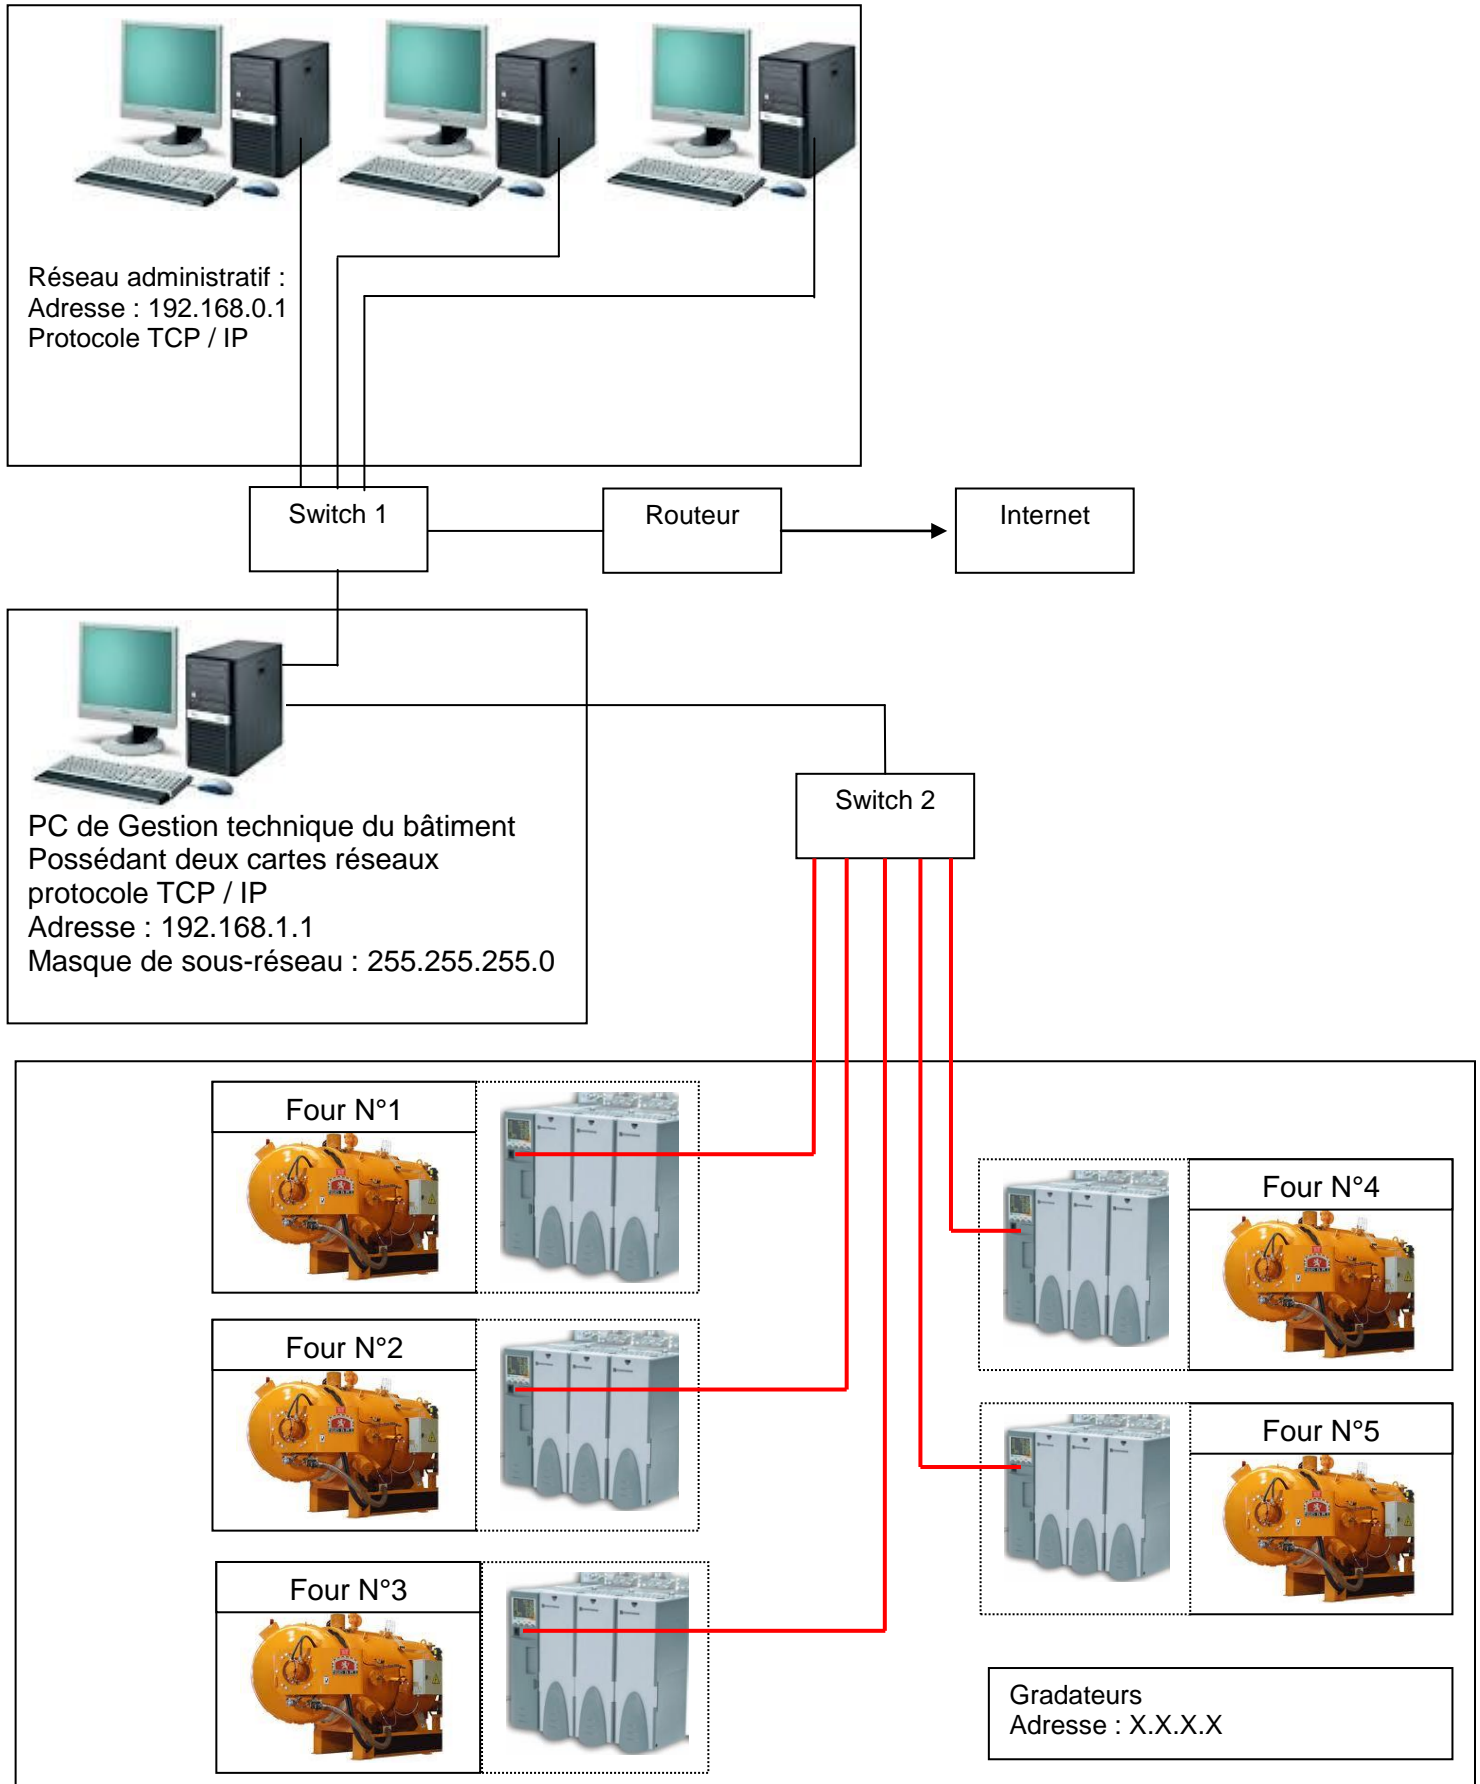 Réseau administratif :
Adresse : 192.168.0.1
Protocole TCP / IP
Switch 1
Routeur
Internet
PC de Gestion technique du bâtiment
Possédant deux cartes réseaux
protocole TCP / IP
Adresse : 192.168.1.1
Masque de sous-réseau : 255.255.255.0
Switch 2
Four N°1
Four N°2
Four N°3
Four N°4
Four N°5
Gradateurs
Adresse : X.X.X.X